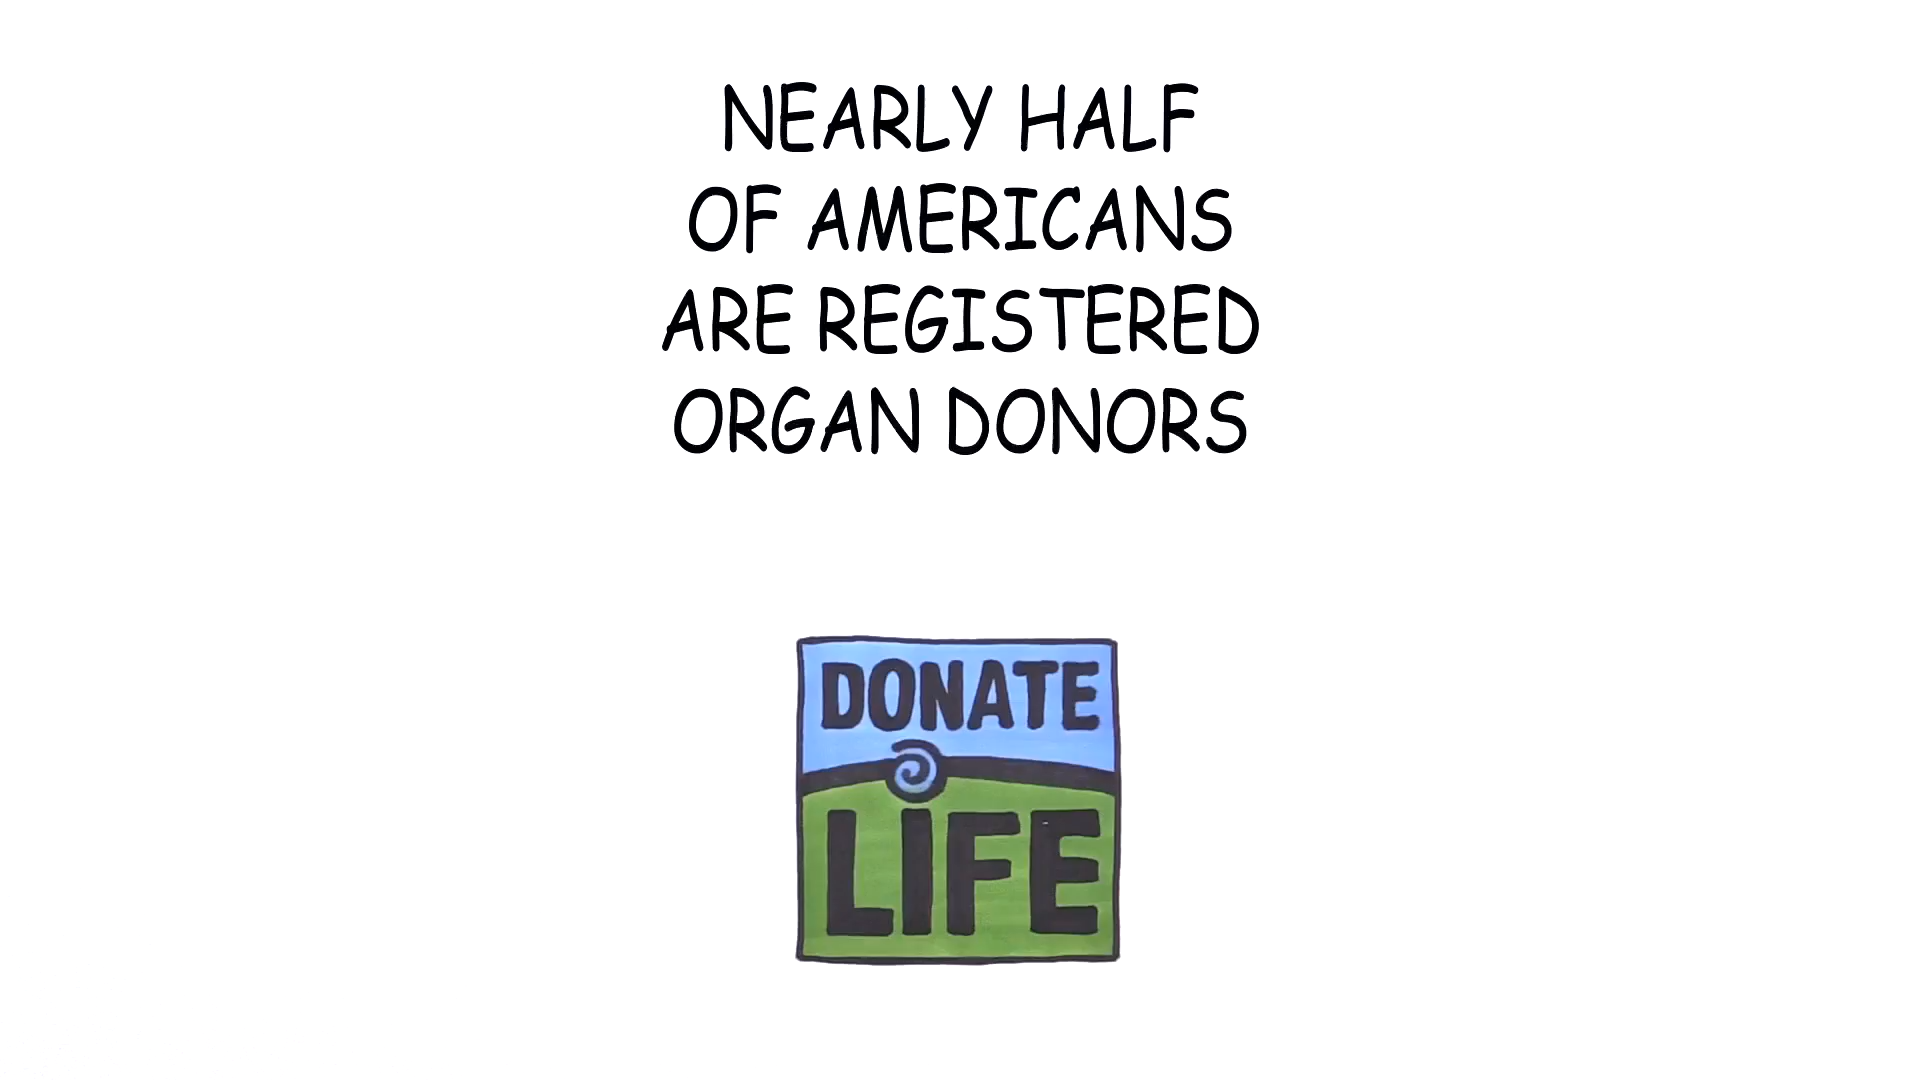 NEARLY HALF
OF AMERICANS
ARE REGISTERED
ORGAN DONORS
DONATE
LIFE